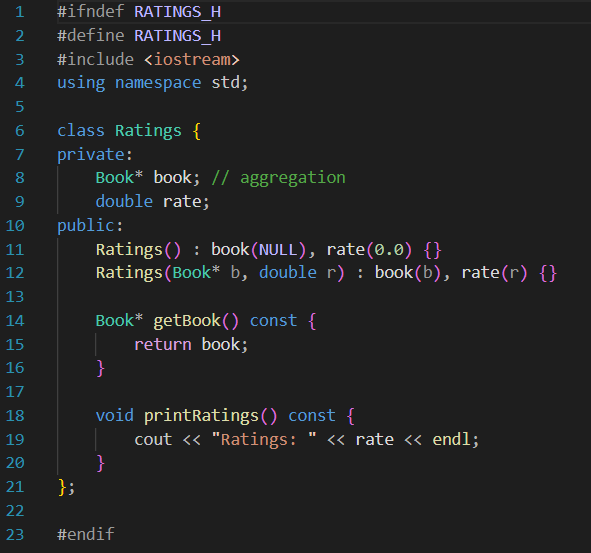 1 #ifndef RATINGS_H
2 #define RATINGS_H
3 #include <iostream>
4 using namespace std;
5
6 class Ratings {
7 private:
8     Book* book; // aggregation
9     double rate;
10 public:
11     Ratings() : book(NULL), rate(0.0) {}
12     Ratings(Book* b, double r) : book(b), rate(r) {}
13
14     Book* getBook() const {
15         return book;
16     }
17
18     void printRatings() const {
19         cout << "Ratings: " << rate << endl;
20     }
21 };
22
23 #endif